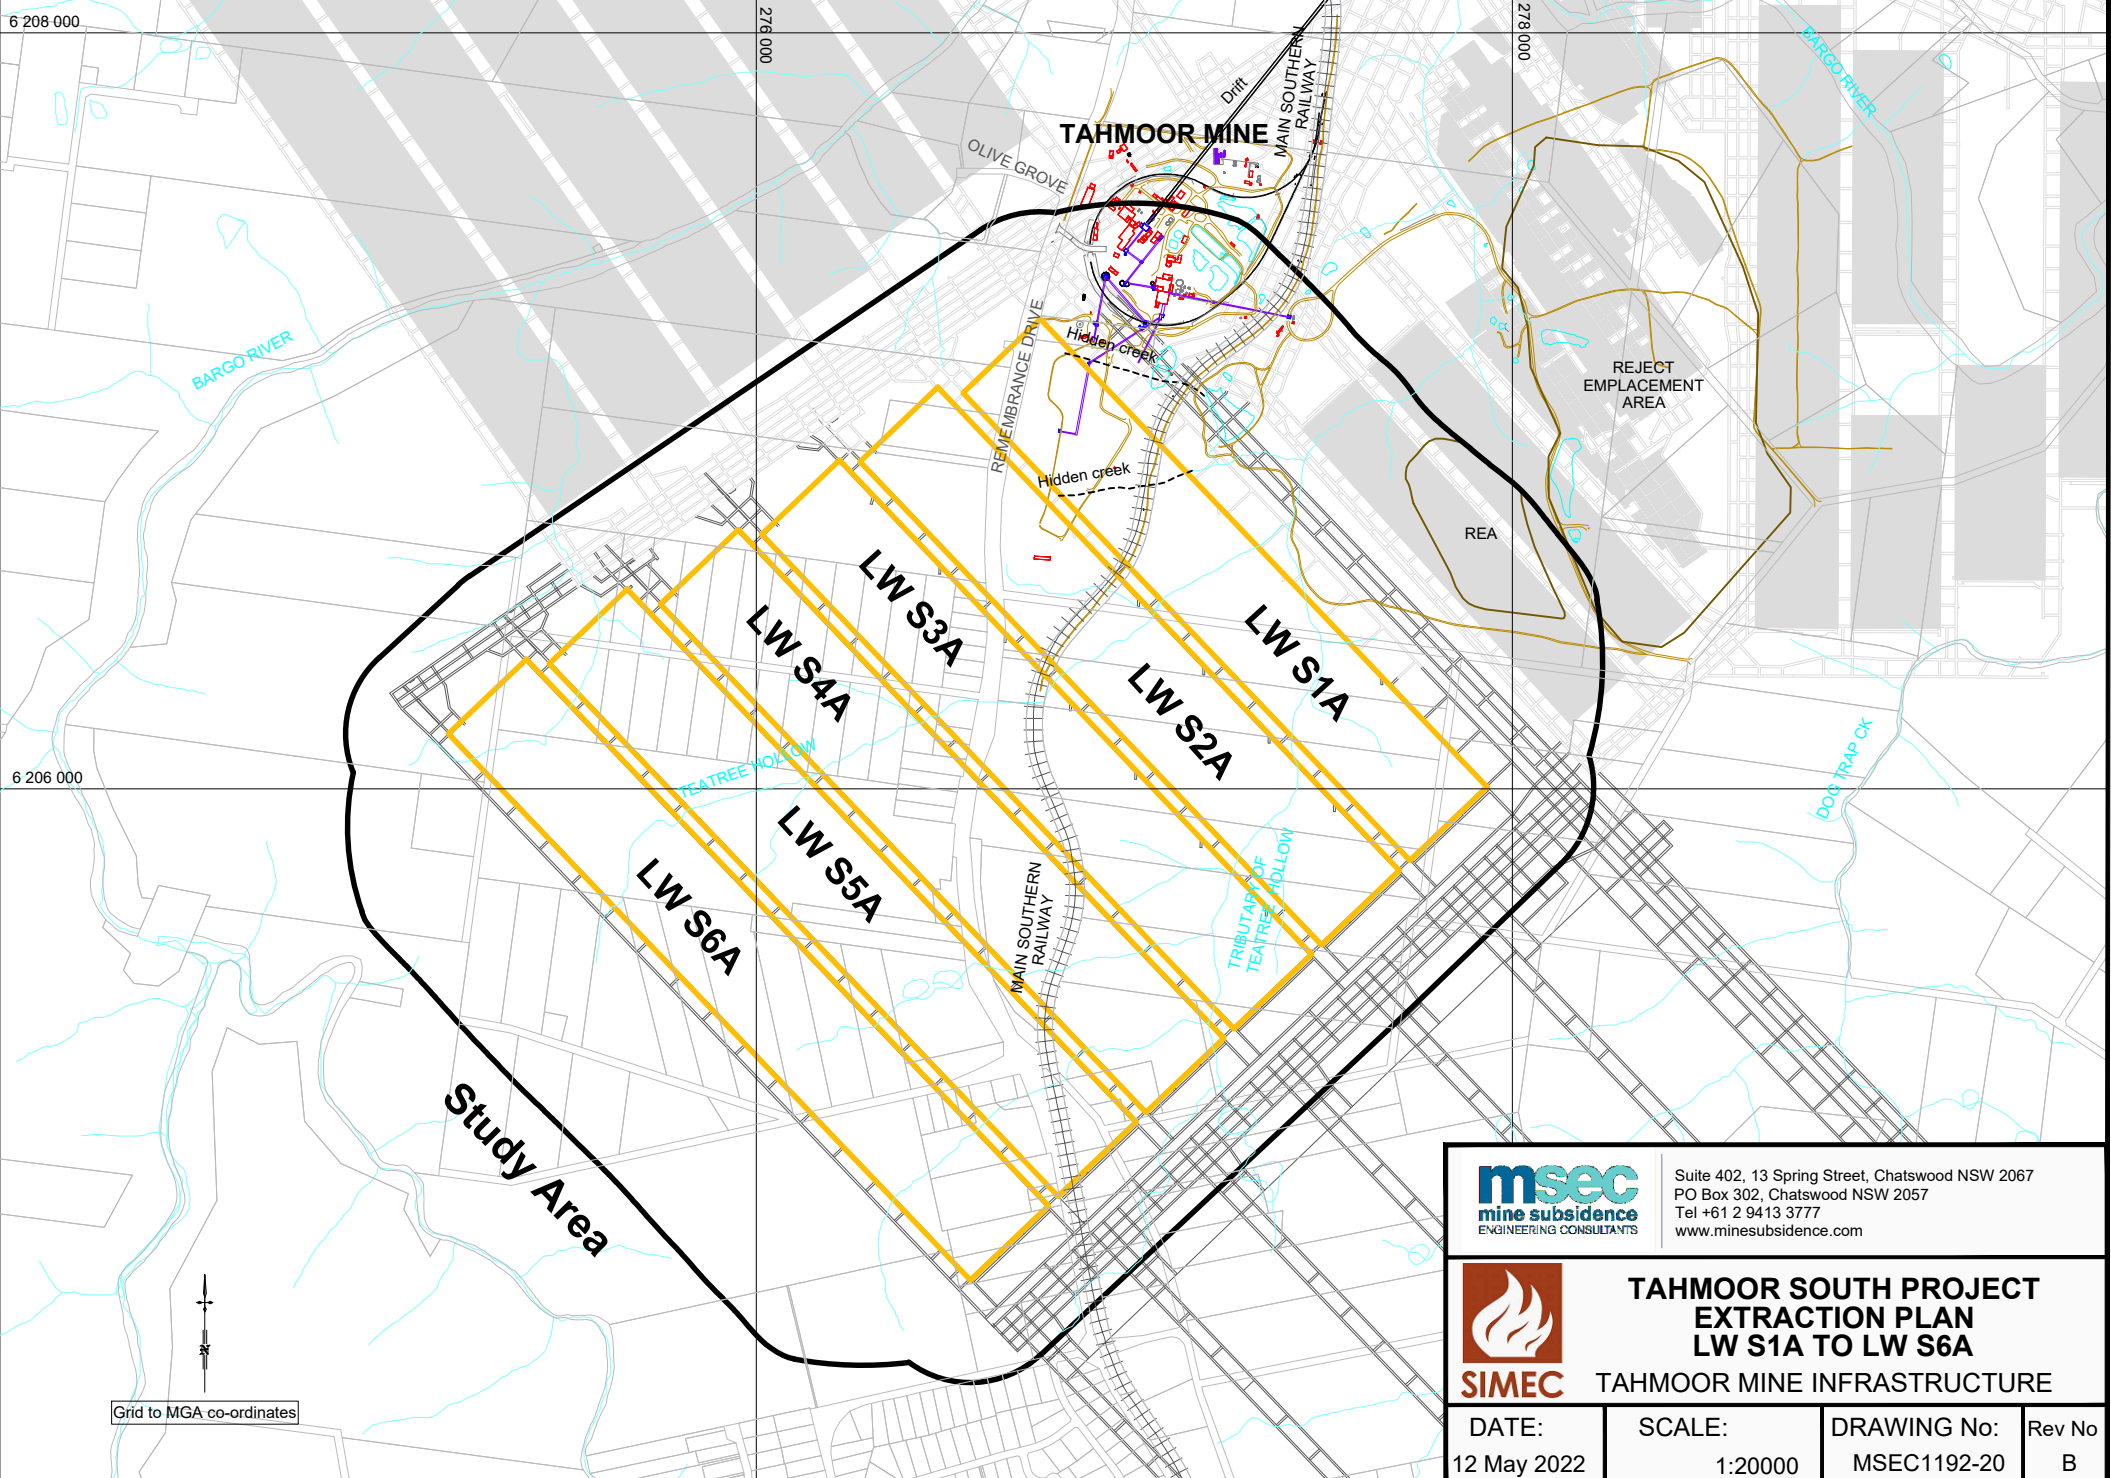 6 208 000
276 000
278 000
BARGO RIVER
Drift
MAIN SOUTHERN
RAILWAY
TAHMOOR MINE
OLIVE GROVE
BARGO RIVER
REMEMBRANCE DRIVE
Hidden creek
REJECT
EMPLACEMENT
AREA
Hidden creek
REA
LW S3A
LW S4A
LW S1A
LW S2A
6 206 000
TEATREE HOLLOW
DOG TRAP CK
LW S5A
LW S6A
MAIN SOUTHERN
RAILWAY
TRIBUTARY OF
TEATREE HOLLOW
Study Area
N
Grid to MGA co-ordinates
msec
mine subsidence
ENGINEERING CONSULTANTS
Suite 402, 13 Spring Street, Chatswood NSW 2067
PO Box 302, Chatswood NSW 2057
Tel +61 2 9413 3777
www.minesubsidence.com
SIMEC
TAHMOOR SOUTH PROJECT
EXTRACTION PLAN
LW S1A TO LW S6A
TAHMOOR MINE INFRASTRUCTURE
DATE:
12 May 2022
SCALE:
1:20000
DRAWING No:
MSEC1192-20
Rev No
B